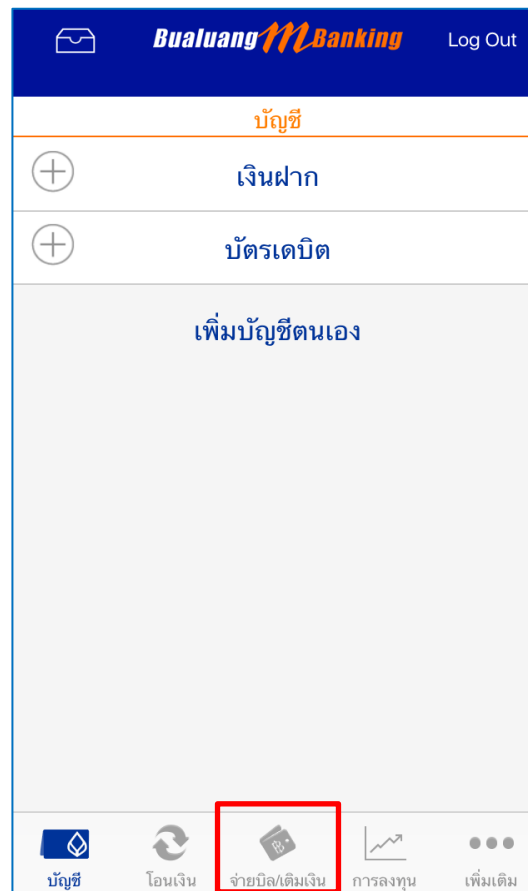 Bualuang mBanking Log Out
บัญชี
เงินฝาก
บัตรเดบิต
เพิ่มบัญชีตนเอง
บัญชี โอนเงิน จ่ายบิล/เติมเงิน การลงทุน เพิ่มเติม